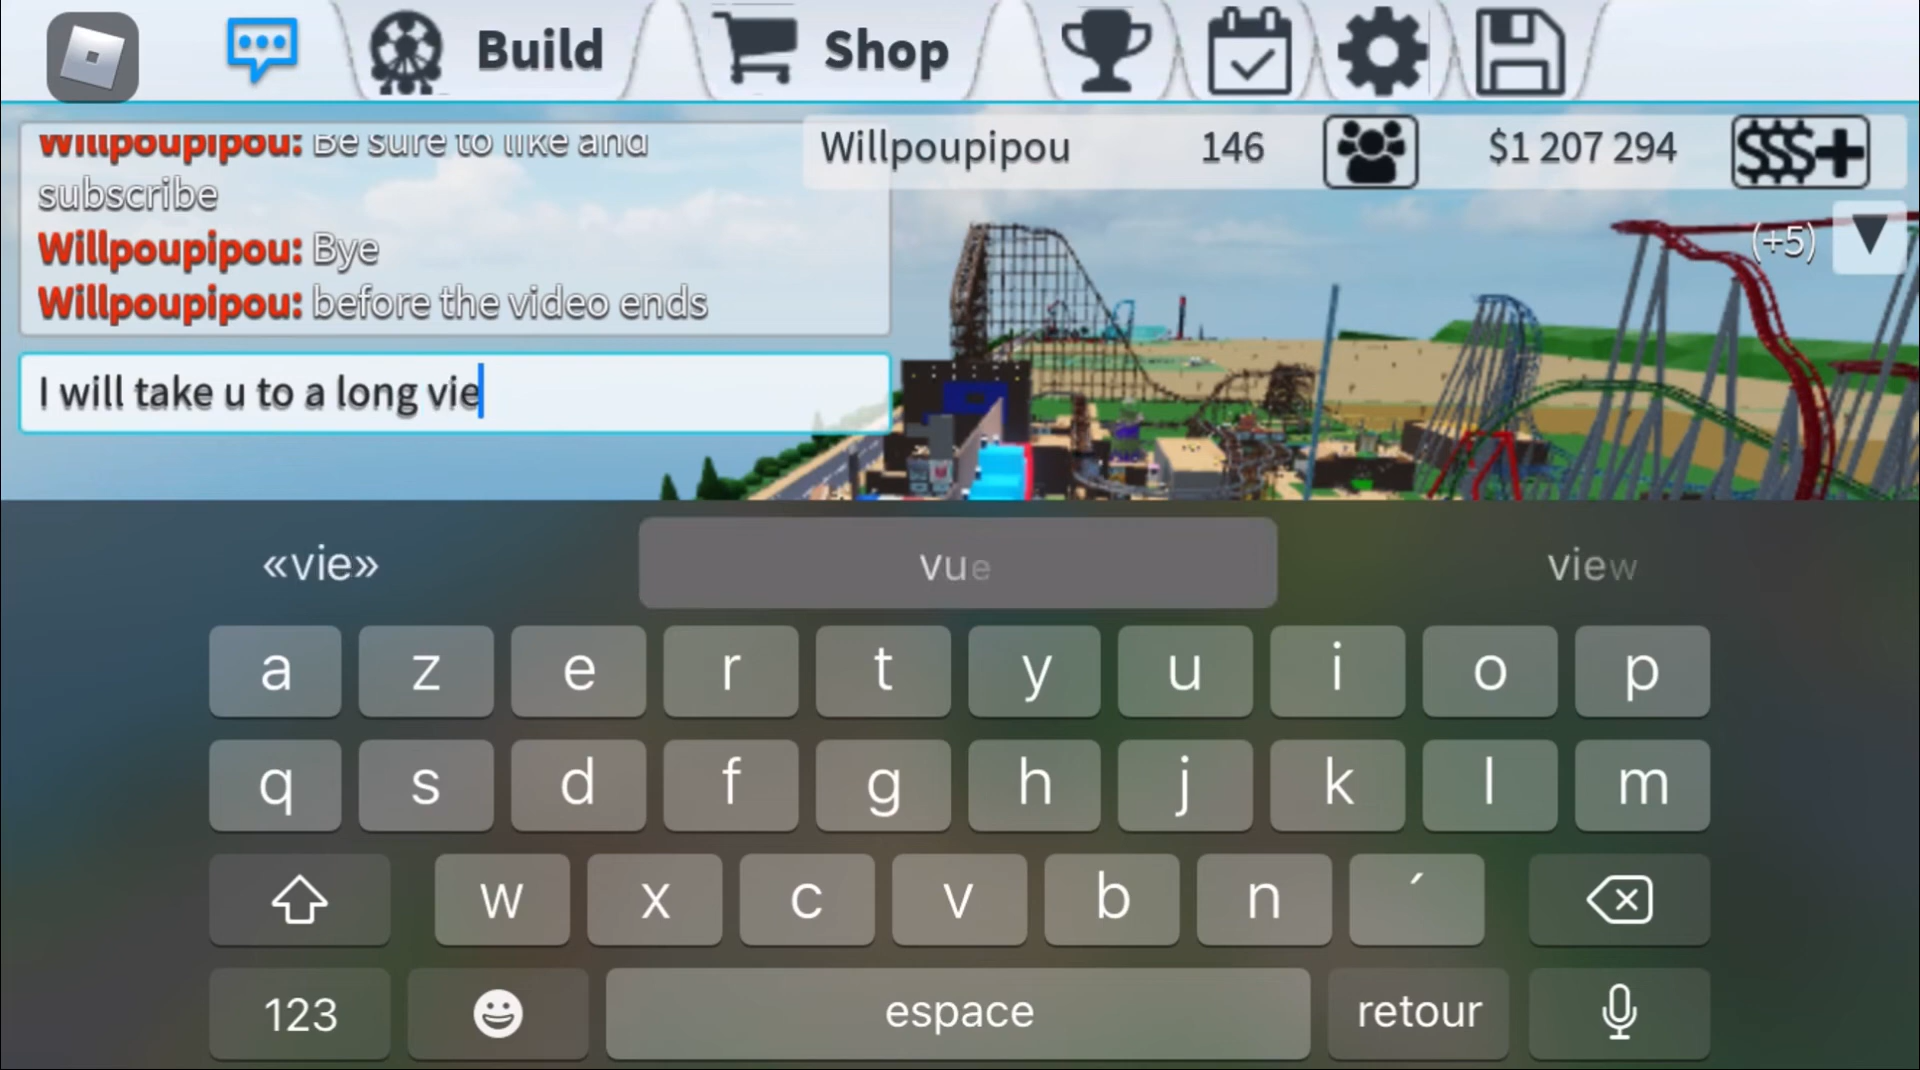 Build
Shop
Willpoupipou: Be sure to like and
subscribe
Willpoupipou: Bye
Willpoupipou: before the video ends
Willpoupipou 146 $1 207 294 $$$+
(+5)
I will take u to a long vie
«vie» vue view
a z e r t y u i o p
q s d f g h j k l m
w x c v b n ´
123 espace retour